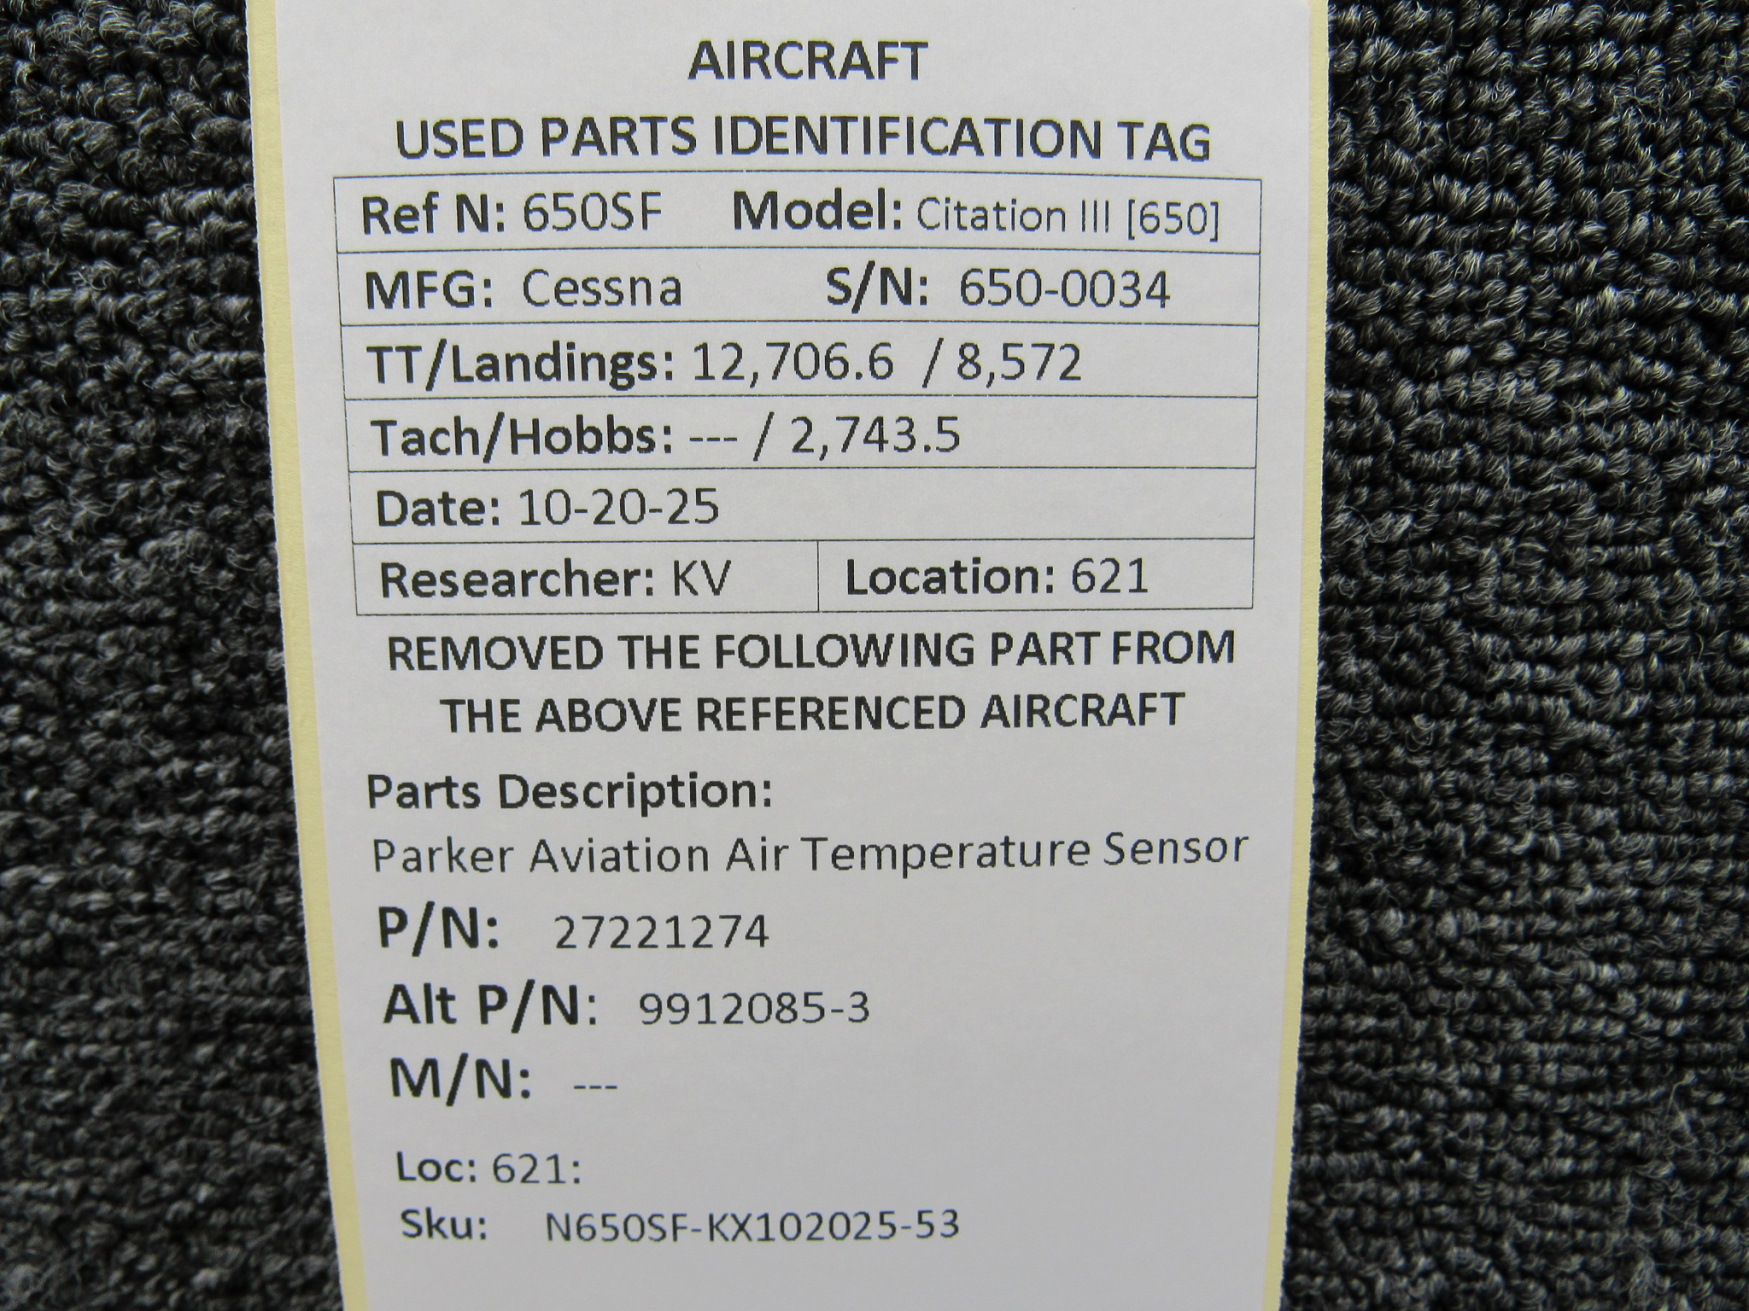 AIRCRAFT
USED PARTS IDENTIFICATION TAG
Ref N: 650SF Model: Citation III [650]
MFG: Cessna S/N: 650-0034
TT/Landings: 12,706.6 / 8,572
Tach/Hobbs: --- / 2,743.5
Date: 10-20-25
Researcher: KV Location: 621
REMOVED THE FOLLOWING PART FROM
THE ABOVE REFERENCED AIRCRAFT
Parts Description:
Parker Aviation Air Temperature Sensor
P/N: 27221274
Alt P/N: 9912085-3
M/N: ---
Loc: 621:
Sku: N650SF-KX102025-53